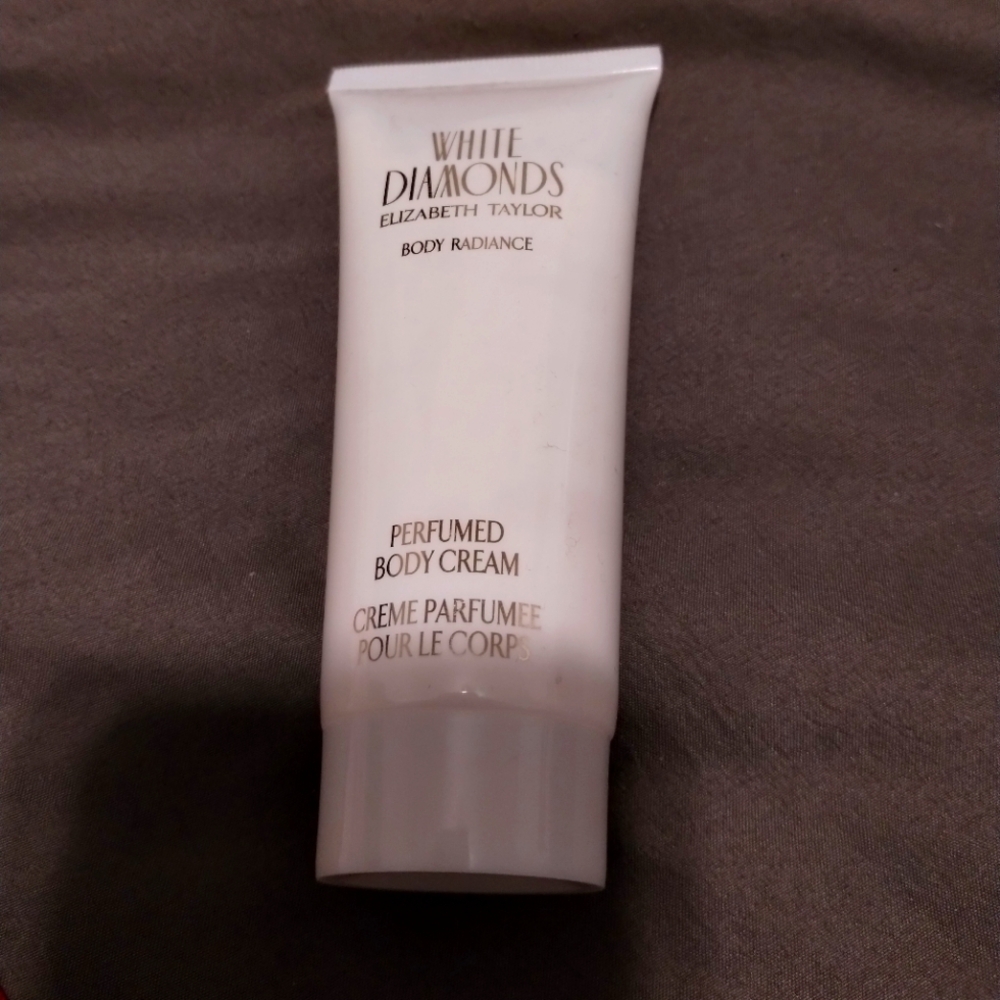 WHITE
DIAMONDS
ELIZABETH TAYLOR
BODY RADIANCE
PERFUMED
BODY CREAM
CREME PARFUMEE
POUR LE CORPS